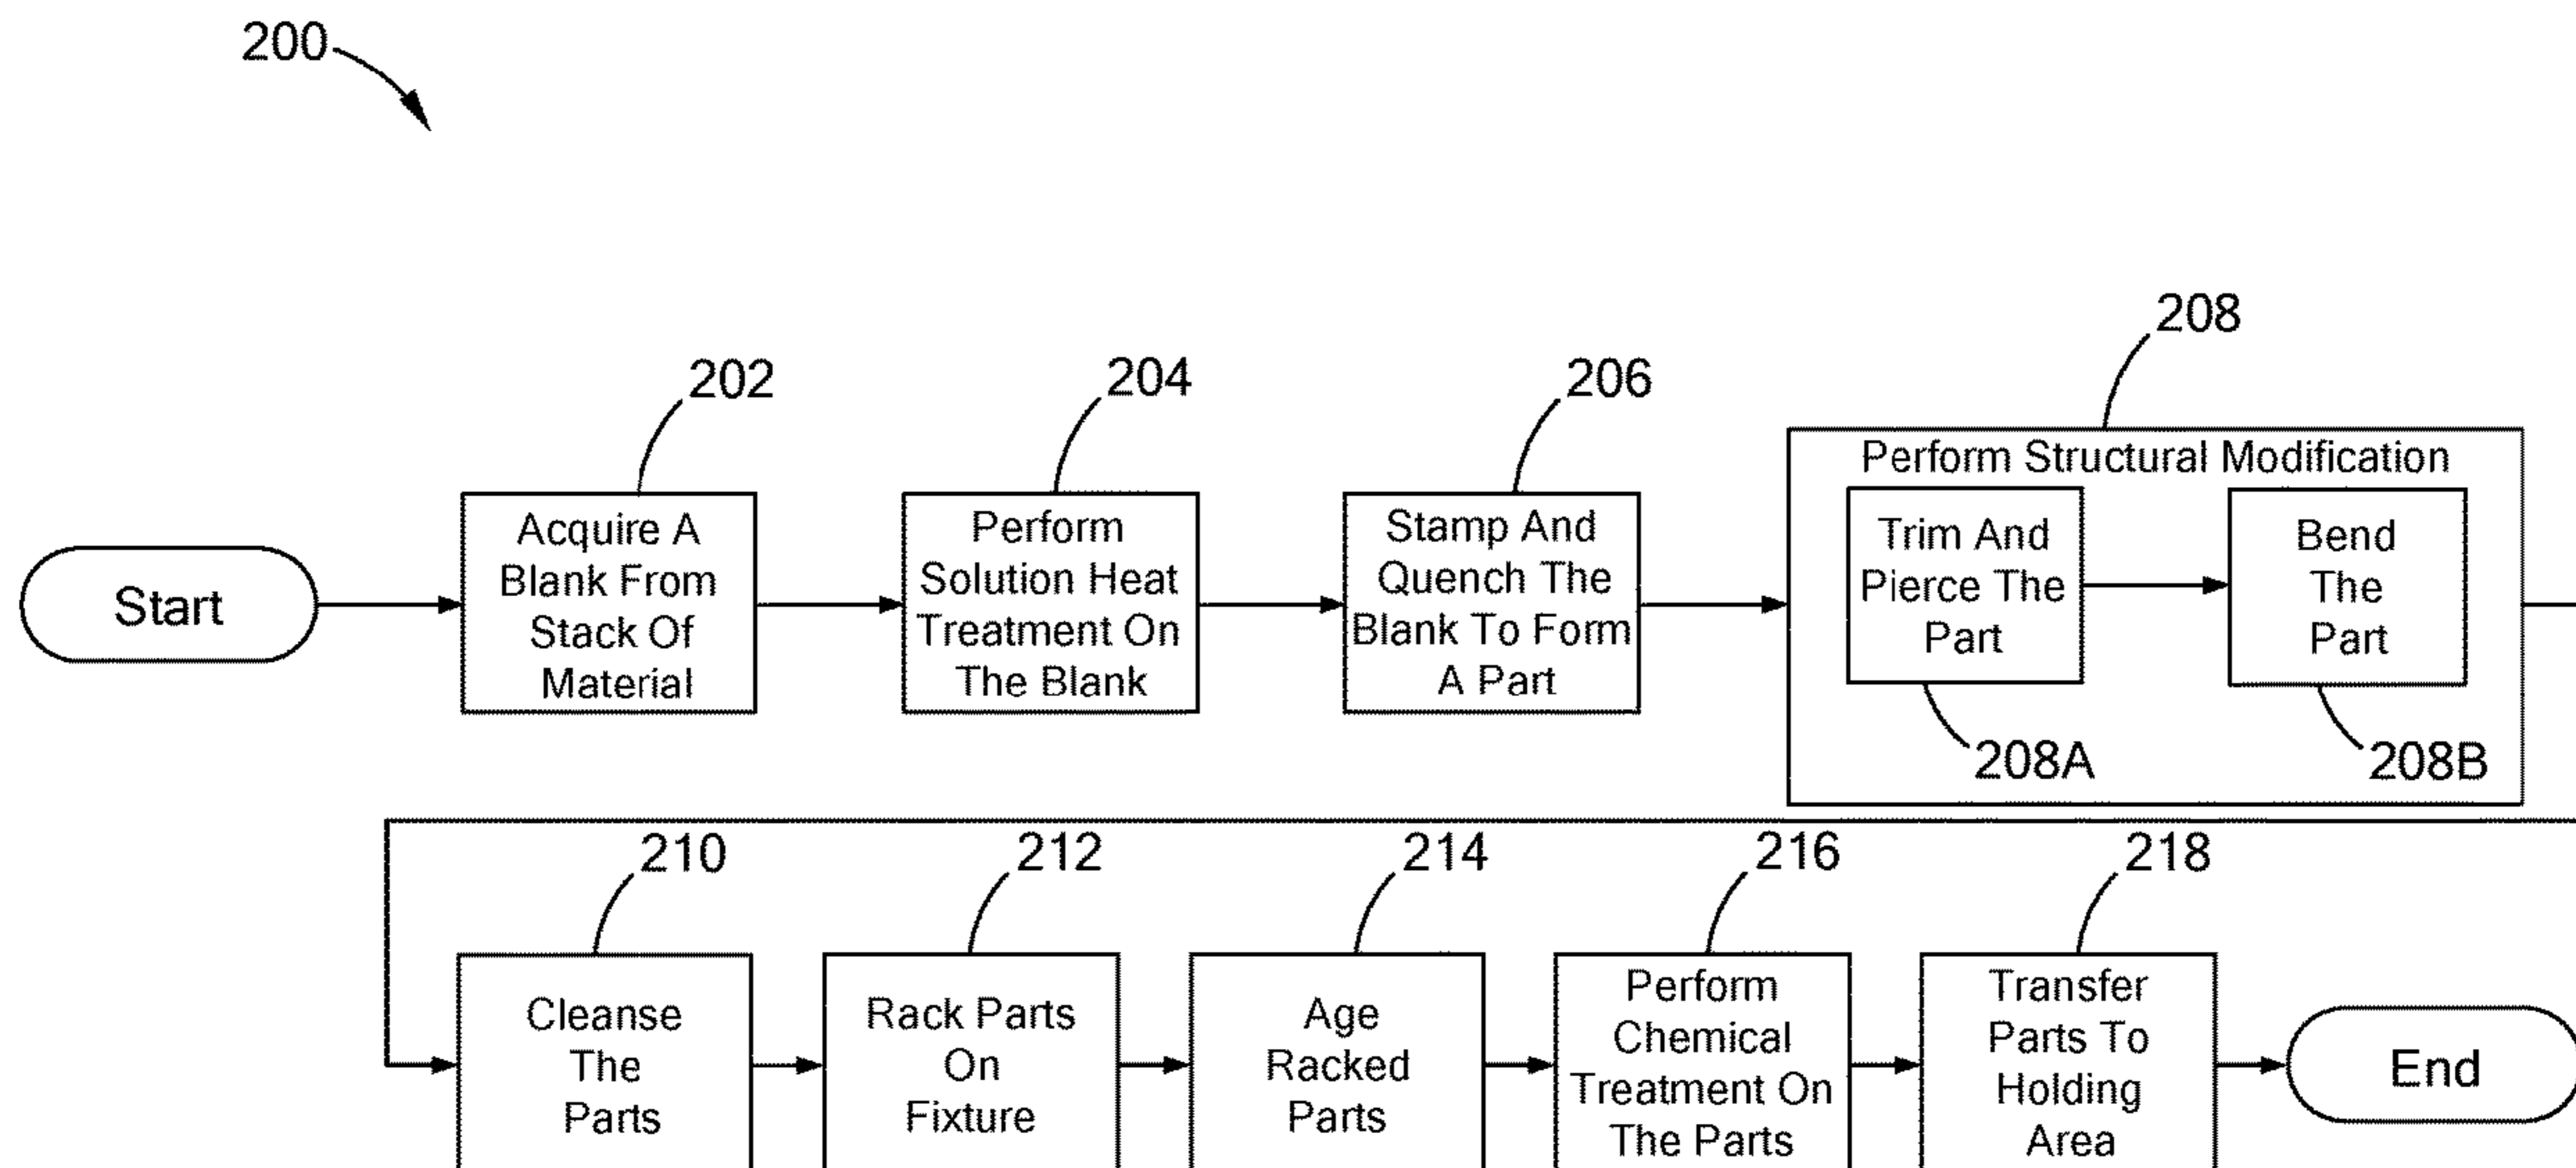 200
202
204
206
208
Start
Acquire A
Blank From
Stack Of
Material
Perform
Solution Heat
Treatment On
The Blank
Stamp And
Quench The
Blank To Form
A Part
Perform Structural Modification
Trim And
Pierce The
Part
Bend
The
Part
208A
208B
210
212
214
216
218
Cleanse
The
Parts
Rack Parts
On
Fixture
Age
Racked
Parts
Perform
Chemical
Treatment On
The Parts
Transfer
Parts To
Holding
Area
End